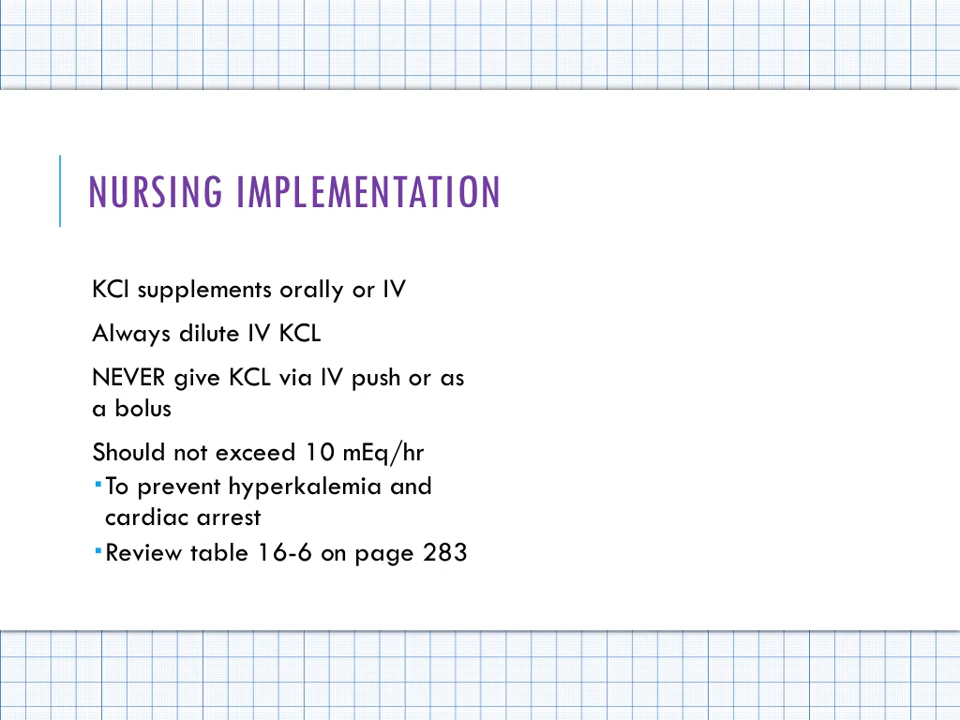 NURSING IMPLEMENTATION
KCl supplements orally or IV
Always dilute IV KCL
NEVER give KCL via IV push or as
a bolus
Should not exceed 10 mEq/hr
▪To prevent hyperkalemia and
cardiac arrest
▪Review table 16-6 on page 283